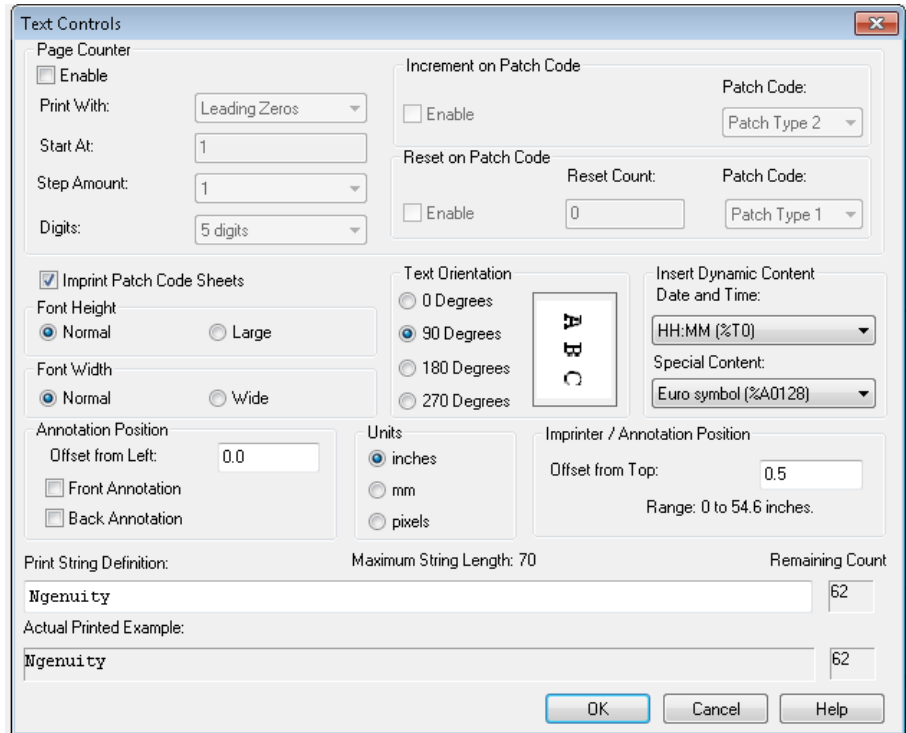 Text Controls
Page Counter
Enable
Print With: Leading Zeros
Start At: 1
Step Amount: 1
Digits: 5 digits
Increment on Patch Code
Patch Code:
Enable Patch Type 2
Reset on Patch Code
Reset Count: Patch Code:
Enable 0 Patch Type 1
Imprint Patch Code Sheets
Font Height
Normal Large
Font Width
Normal Wide
Text Orientation
0 Degrees
90 Degrees
180 Degrees
270 Degrees
A B C
Insert Dynamic Content
Date and Time:
HH:MM (%T0)
Special Content:
Euro symbol (%A0128)
Annotation Position
Offset from Left: 0.0
Front Annotation
Back Annotation
Units
inches
mm
pixels
Imprinter / Annotation Position
Offset from Top: 0.5
Range: 0 to 54.6 inches.
Print String Definition: Maximum String Length: 70 Remaining Count
Ngenuity 62
Actual Printed Example:
Ngenuity 62
OK Cancel Help